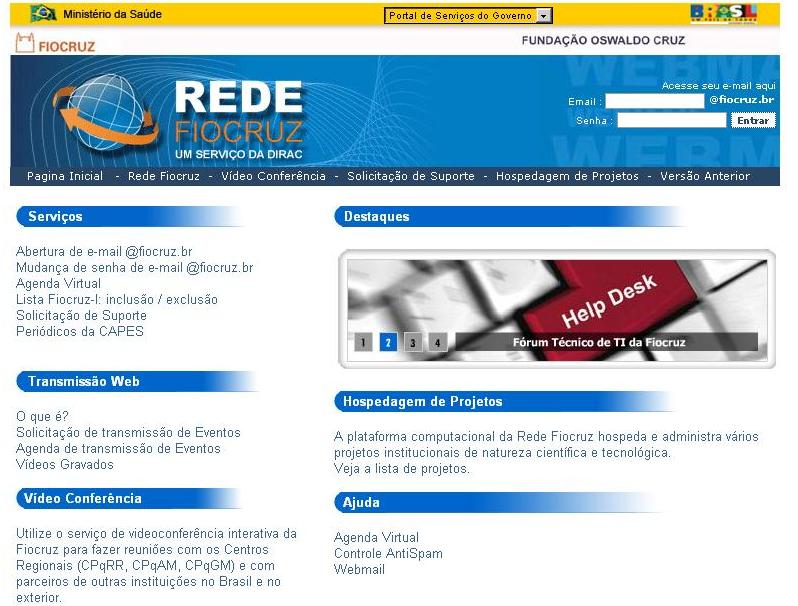 Ministério da Saúde
Portal de Serviços do Governo
BRASIL
FIOCRUZ
FUNDAÇÃO OSWALDO CRUZ
WEBMA
Acesse seu e-mail aqui
Email : @fiocruz.br
Senha : Entrar
REDE
FIOCRUZ
UM SERVIÇO DA DIRAC
WEBMA
Pagina Inicial - Rede Fiocruz - Vídeo Conferência - Solicitação de Suporte - Hospedagem de Projetos - Versão Anterior
Serviços
Abertura de e-mail @fiocruz.br
Mudança de senha de e-mail @fiocruz.br
Agenda Virtual
Lista Fiocruz-l: inclusão / exclusão
Solicitação de Suporte
Periódicos da CAPES
Transmissão Web
O que é?
Solicitação de transmissão de Eventos
Agenda de transmissão de Eventos
Vídeos Gravados
Vídeo Conferência
Utilize o serviço de videoconferência interativa da
Fiocruz para fazer reuniões com os Centros
Regionais (CPqRR, CPqAM, CPqGM) e com
parceiros de outras instituições no Brasil e no
exterior.
Destaques
Help Desk
1 2 3 4 Fórum Técnico de TI da Fiocruz
Hospedagem de Projetos
A plataforma computacional da Rede Fiocruz hospeda e administra vários
projetos institucionais de natureza científica e tecnológica.
Veja a lista de projetos.
Ajuda
Agenda Virtual
Controle AntiSpam
Webmail